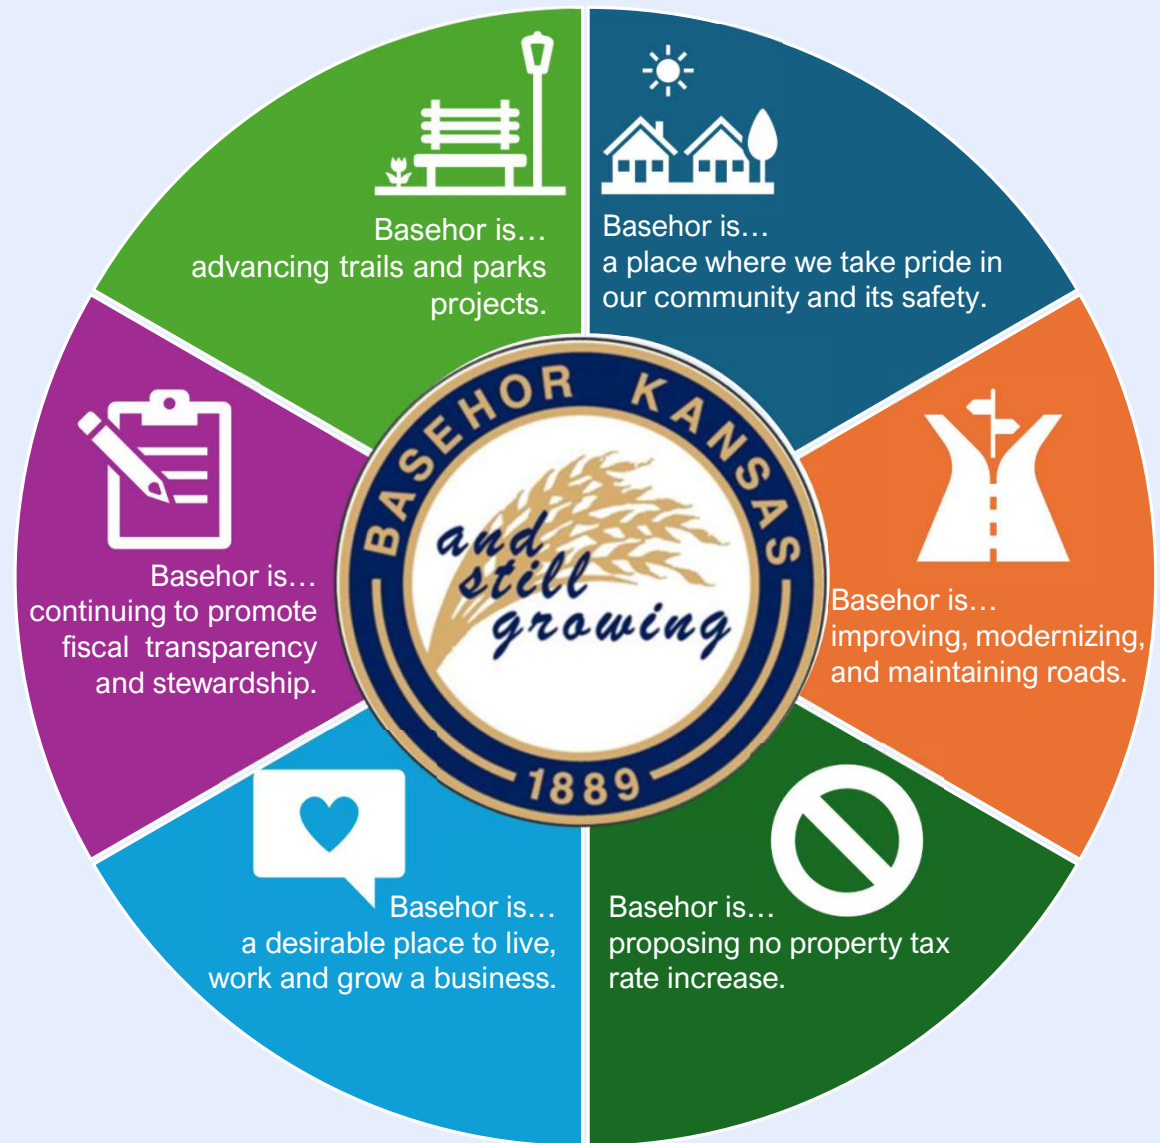 Basehor is…
advancing trails and parks
projects.
Basehor is…
a place where we take pride in
our community and its safety.
Basehor is…
continuing to promote
fiscal transparency
and stewardship.
BASEHOR KANSAS
and
still
growing
1889
Basehor is…
improving, modernizing,
and maintaining roads.
Basehor is…
a desirable place to live,
work and grow a business.
Basehor is…
proposing no property tax
rate increase.